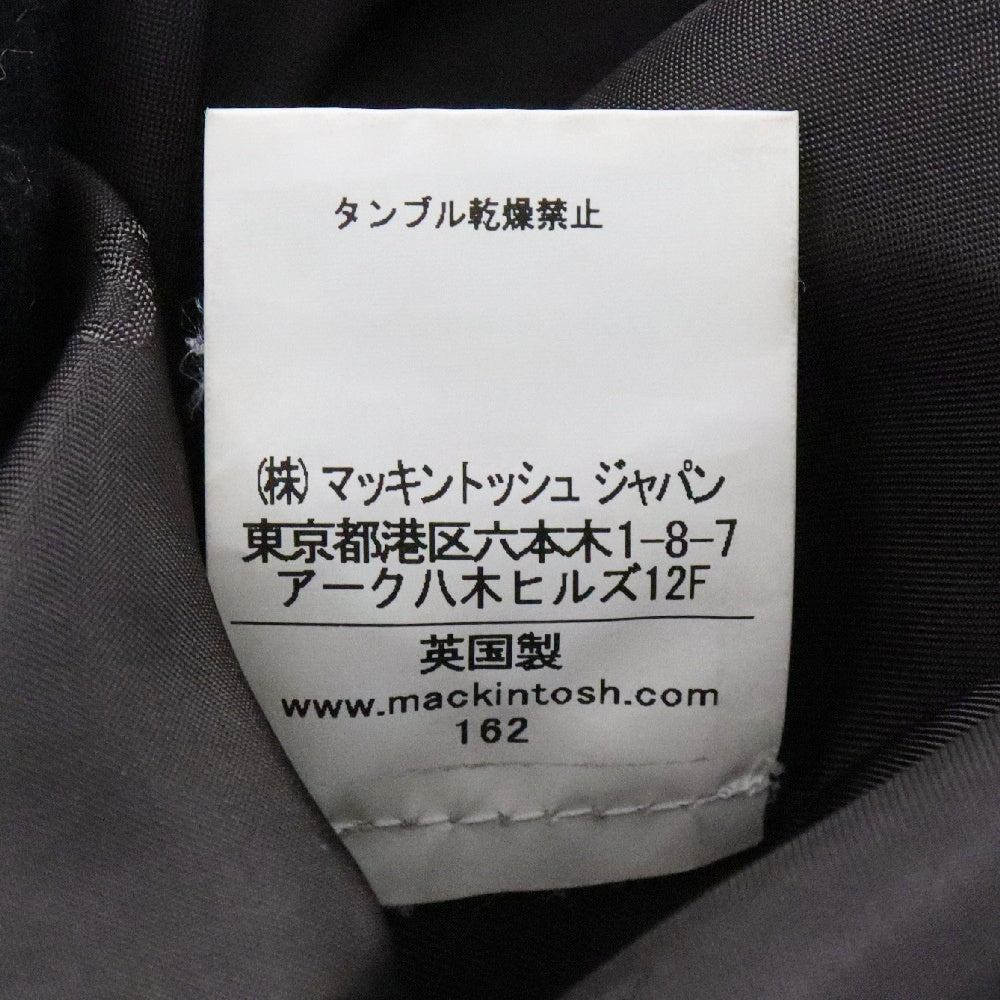 タンブル乾燥禁止
(株)マッキントッシュ ジャパン
東京都港区六本木1-8-7
アーク八木ヒルズ12F
英国製
www.mackintosh.com
162